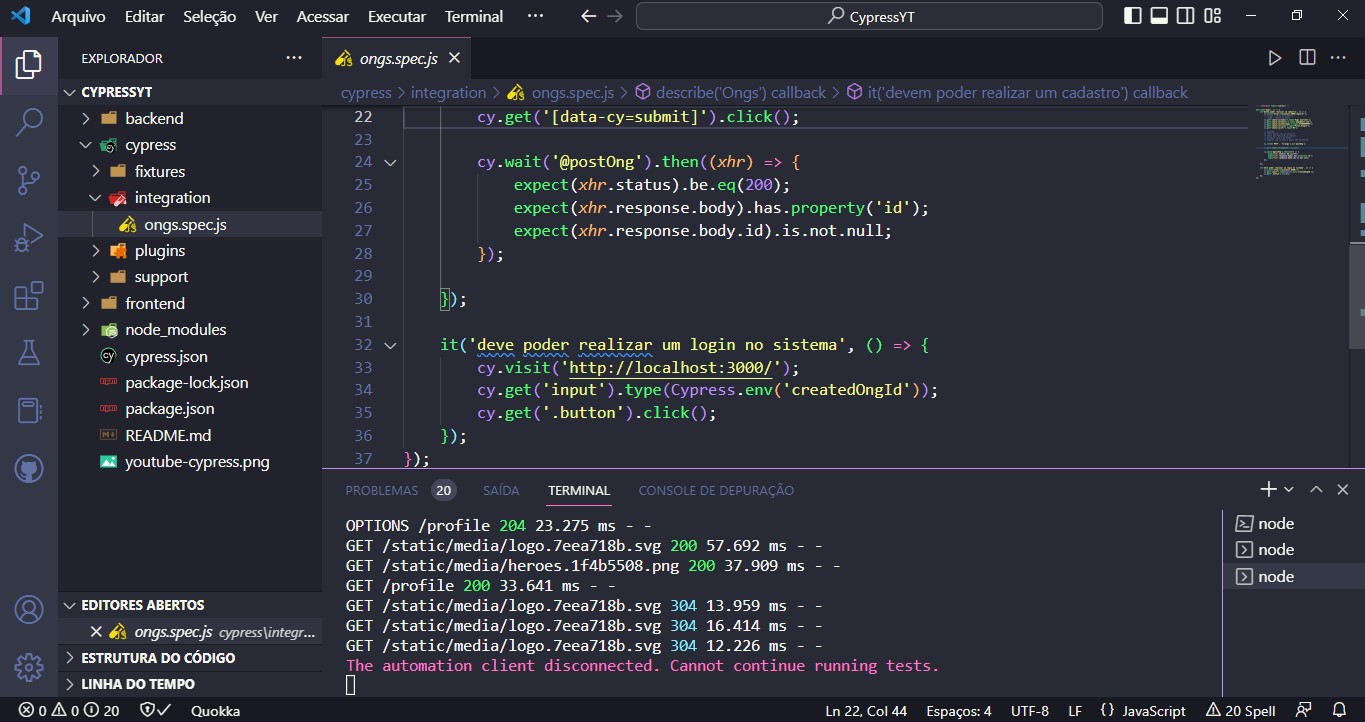 Arquivo Editar Seleção Ver Acessar Executar Terminal ··· CypressYT
EXPLORADOR ···
CYPRESSYT
backend
cypress
fixtures
integration
ongs.spec.js
plugins
support
frontend
node_modules
cypress.json
package-lock.json
package.json
README.md
youtube-cypress.png
EDITORES ABERTOS
ongs.spec.js cypress\integr...
ESTRUTURA DO CÓDIGO
LINHA DO TEMPO
ongs.spec.js
cypress > integration > ongs.spec.js > describe('Ongs') callback > it('devem poder realizar um cadastro') callback
22 cy.get('[data-cy=submit]').click();
23
24 cy.wait('@postOng').then((xhr) => {
25 expect(xhr.status).be.eq(200);
26 expect(xhr.response.body).has.property('id');
27 expect(xhr.response.body.id).is.not.null;
28 });
29
30 });
31
32 it('deve poder realizar um login no sistema', () => {
33 cy.visit('http://localhost:3000/');
34 cy.get('input').type(Cypress.env('createdOngId'));
35 cy.get('.button').click();
36 });
37 });
PROBLEMAS 20 SAÍDA TERMINAL CONSOLE DE DEPURAÇÃO
OPTIONS /profile 204 23.275 ms - -
GET /static/media/logo.7eea718b.svg 200 57.692 ms - -
GET /static/media/heroes.1f4b5508.png 200 37.909 ms - -
GET /profile 200 33.641 ms - -
GET /static/media/logo.7eea718b.svg 304 13.959 ms - -
GET /static/media/logo.7eea718b.svg 304 16.414 ms - -
GET /static/media/logo.7eea718b.svg 304 12.226 ms - -
The automation client disconnected. Cannot continue running tests.
node
node
node
0 0 20 Quokka Ln 22, Col 44 Espaços: 4 UTF-8 LF {} JavaScript 20 Spell